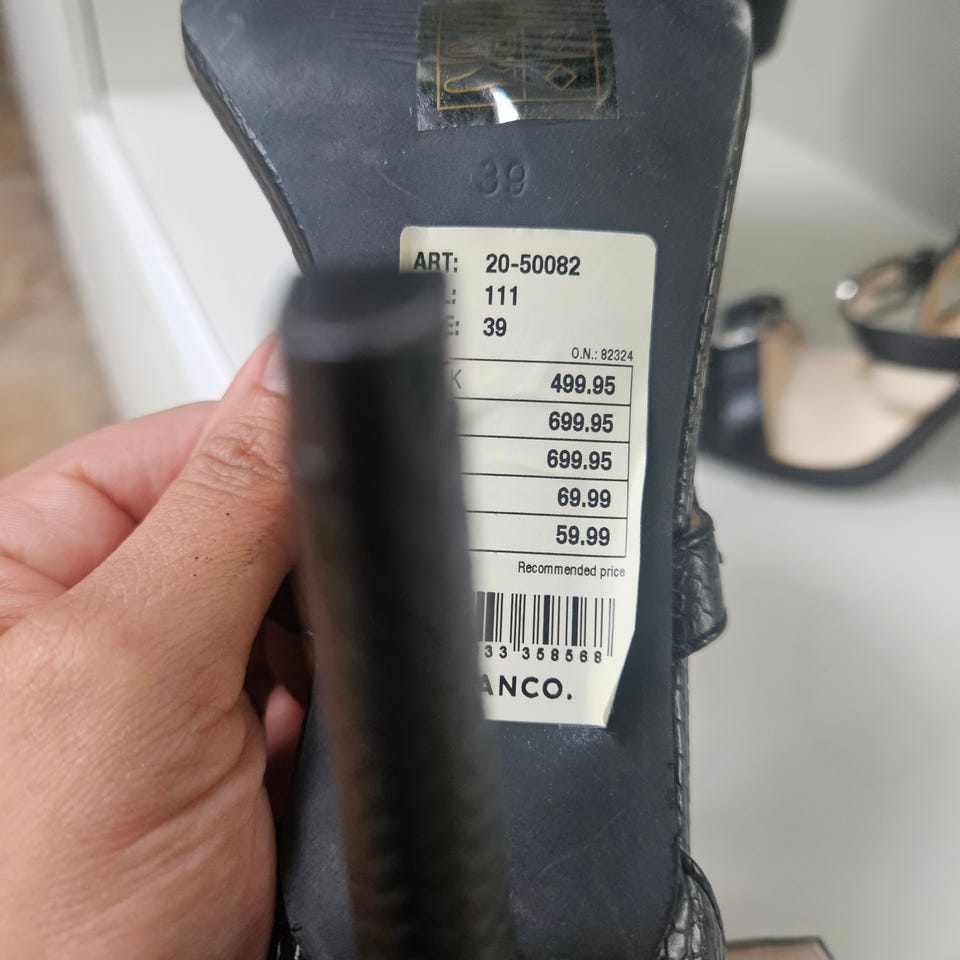 39
ART: 20-50082
: 111
E: 39
O.N.: 82324
K 499.95
699.95
699.95
69.99
59.99
Recommended price
33 358568
ANCO.